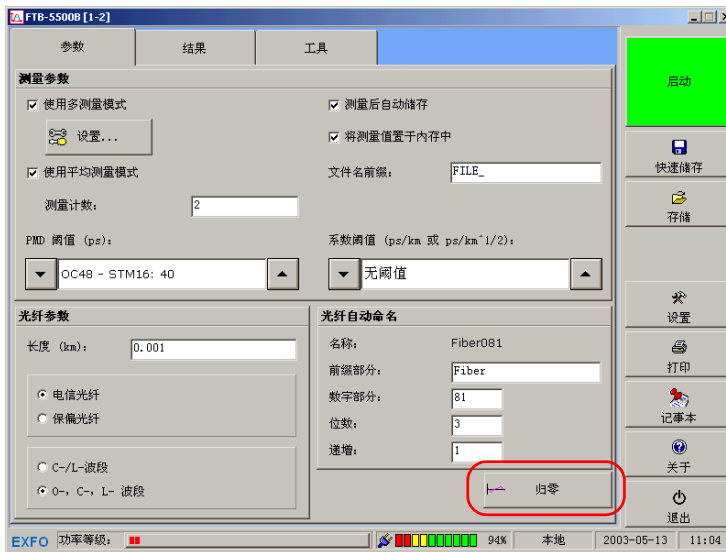 FTB-5500B [1-2]
参数 结果 工具
测量参数
使用多测量模式
设置...
使用平均测量模式
测量计数: 2
测量后自动储存
将测量值置于内存中
文件名前缀: FILE_
PMD 阈值 (ps):
OC48 - STM16: 40
系数阈值 (ps/km 或 ps/km^1/2):
无阈值
光纤参数
长度 (km): 0.001
电信光纤
保偏光纤
C-/L-波段
O-, C-, L- 波段
光纤自动命名
名称: Fiber081
前缀部分: Fiber
数字部分: 81
位数: 3
递增: 1
归零
启动
快速储存
存储
设置
打印
记事本
关于
退出
EXFO 功率等级: 94% 本地 2003-05-13 11:04